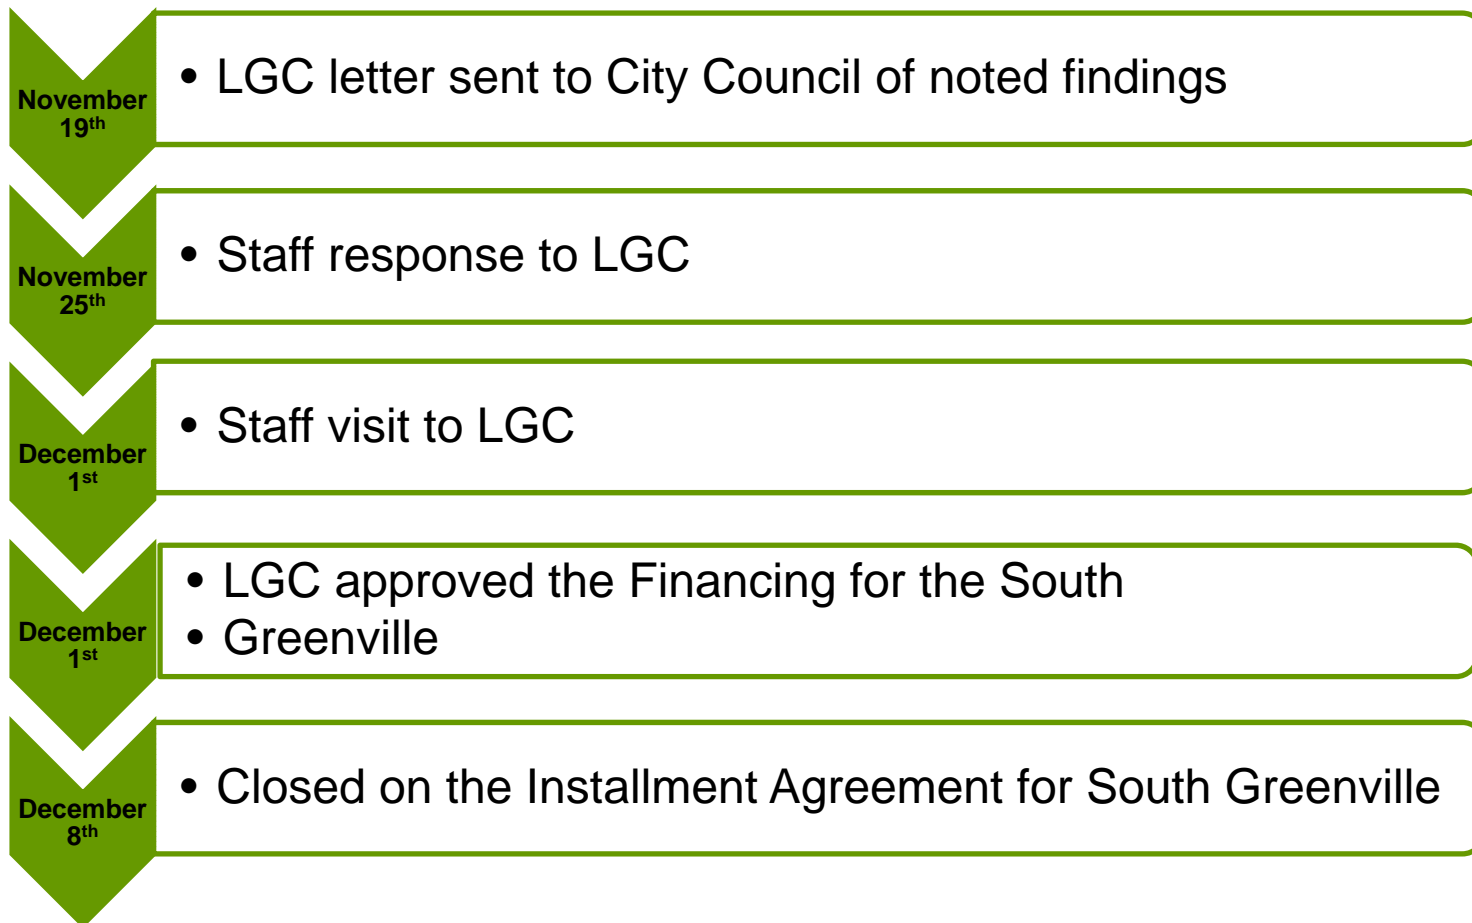 November
19th
• LGC letter sent to City Council of noted findings
November
25th
• Staff response to LGC
December
1st
• Staff visit to LGC
December
1st
• LGC approved the Financing for the South
• Greenville
December
8th
• Closed on the Installment Agreement for South Greenville